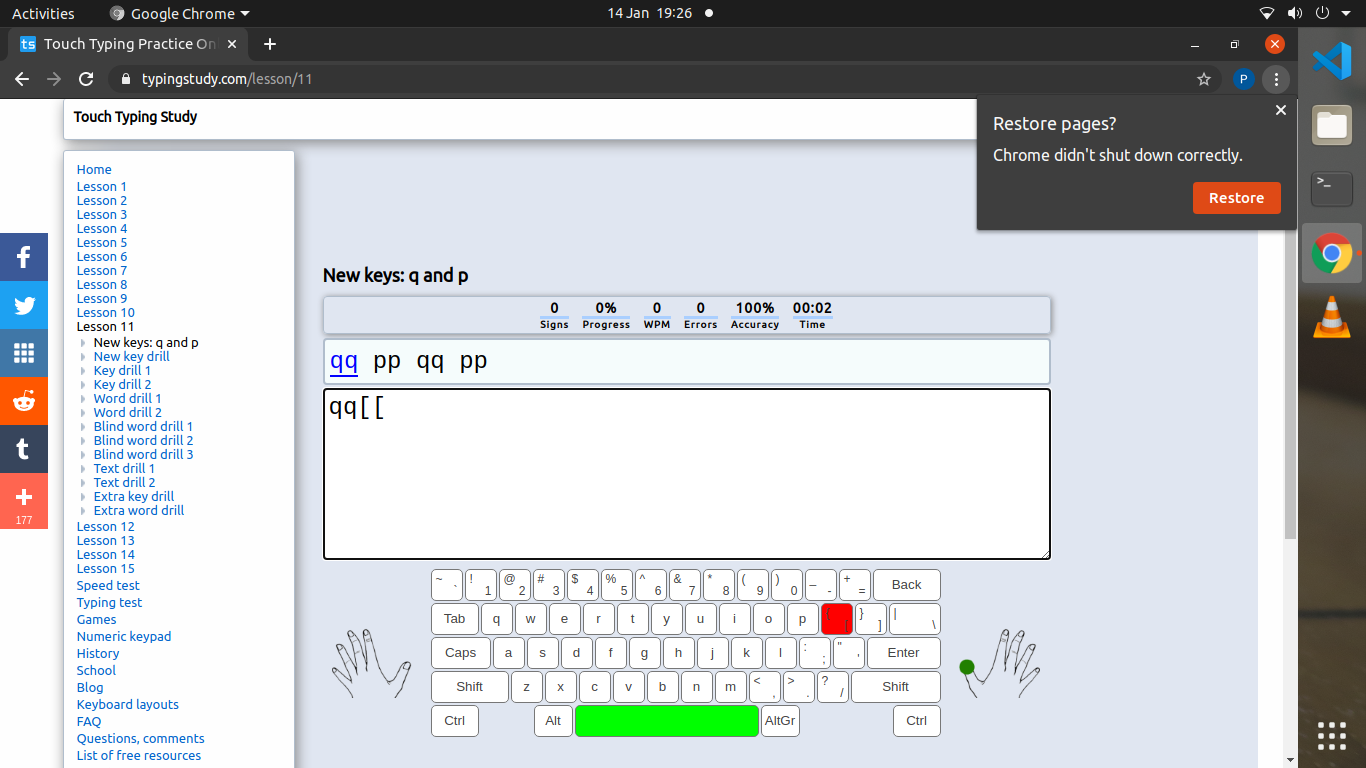 Activities
Google Chrome
14 Jan 19:26
ts
Touch Typing Practice On
typingstudy.com/lesson/11
P
Restore pages?
Chrome didn't shut down correctly.
Restore
Touch Typing Study
Home
Lesson 1
Lesson 2
Lesson 3
Lesson 4
Lesson 5
Lesson 6
Lesson 7
Lesson 8
Lesson 9
Lesson 10
Lesson 11
New keys: q and p
New key drill
Key drill 1
Key drill 2
Word drill 1
Word drill 2
Blind word drill 1
Blind word drill 2
Blind word drill 3
Text drill 1
Text drill 2
Extra key drill
Extra word drill
Lesson 12
Lesson 13
Lesson 14
Lesson 15
Speed test
Typing test
Games
Numeric keypad
History
School
Blog
Keyboard layouts
FAQ
Questions, comments
List of free resources
177
New keys: q and p
0 0% 0 0 100% 00:02
Signs Progress WPM Errors Accuracy Time
qq pp qq pp
qq[[
~ ` ! 1 @ 2 # 3 $ 4 % 5 ^ 6 & 7 * 8 ( 9 ) 0 _ - + = Back
Tab q w e r t y u i o p { [ } ] | \
Caps a s d f g h j k l : ; " ' Enter
Shift z x c v b n m < , > . ? / Shift
Ctrl Alt AltGr Ctrl